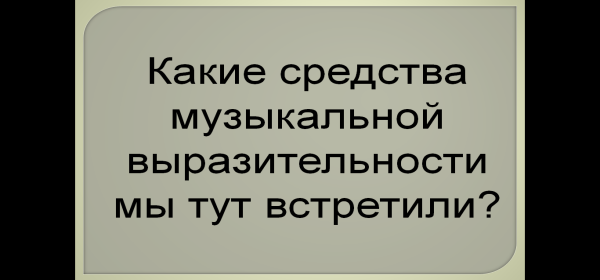 Какие средства
музыкальной
выразительности
мы тут встретили?